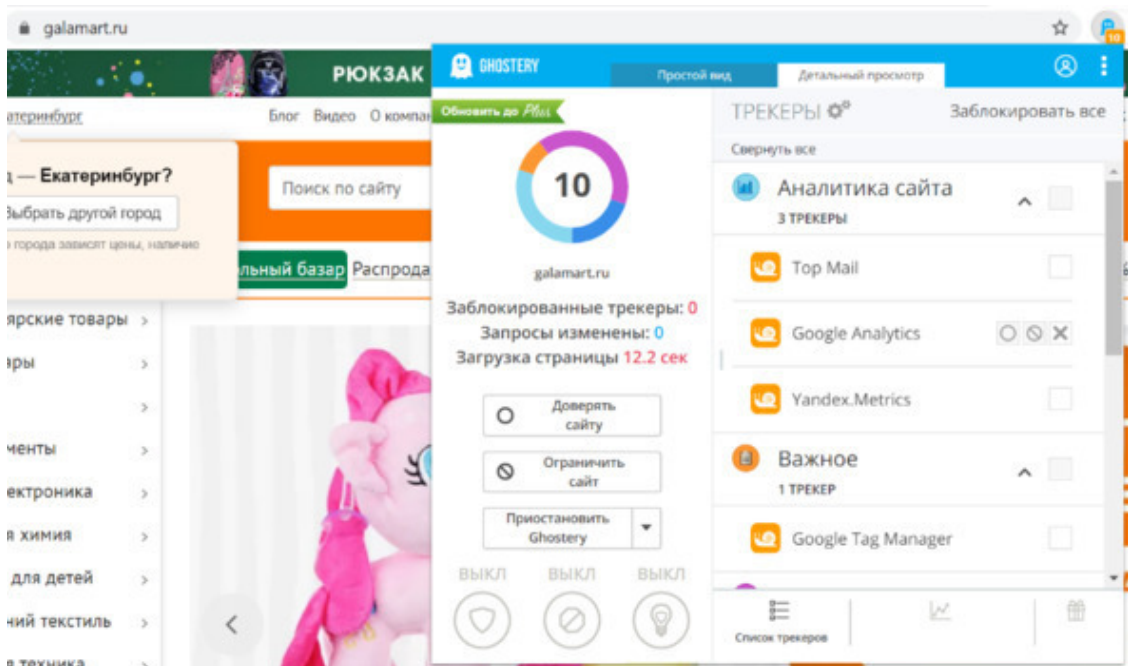 galamart.ru
10
РЮКЗАК
Блог Видео О компан
— Екатеринбург?
Выбрать другой город
города зависят цены, наличие
Поиск по сайту
льный базар Распрода
ярские товары
ары
менты
ектроника
я химия
для детей
ний текстиль
я техника
GHOSTERY
Простой вид
Детальный просмотр
Обновить до Plus
10
galamart.ru
Заблокированные трекеры: 0
Запросы изменены: 0
Загрузка страницы 12.2 сек
Доверять
сайту
Ограничить
сайт
Приостановить
Ghostery
ВЫКЛ ВЫКЛ ВЫКЛ
ТРЕКЕРЫ
Заблокировать все
Свернуть все
Аналитика сайта
3 ТРЕКЕРЫ
Top Mail
Google Analytics
Yandex.Metrics
Важное
1 ТРЕКЕР
Google Tag Manager
Список трекеров